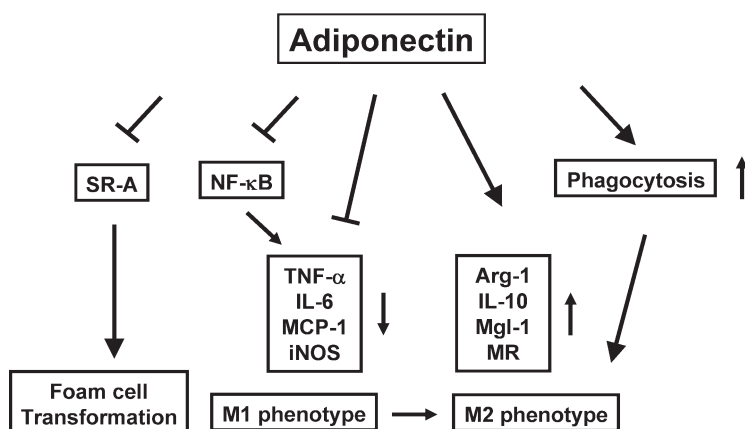 Adiponectin
SR-A
NF-κB
Phagocytosis
TNF-α
IL-6
MCP-1
iNOS
Arg-1
IL-10
Mgl-1
MR
Foam cell
Transformation
M1 phenotype
M2 phenotype